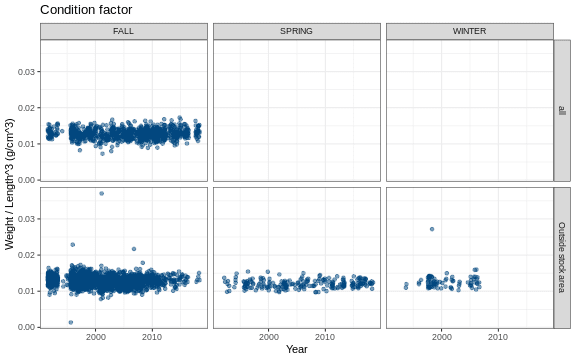 Condition factor
FALL SPRING WINTER
0.03
0.02
0.01
0.00
all
Weight / Length^3 (g/cm^3)
0.03
0.02
0.01
0.00
Outside stock area
2000 2010 2000 2010 2000 2010
Year